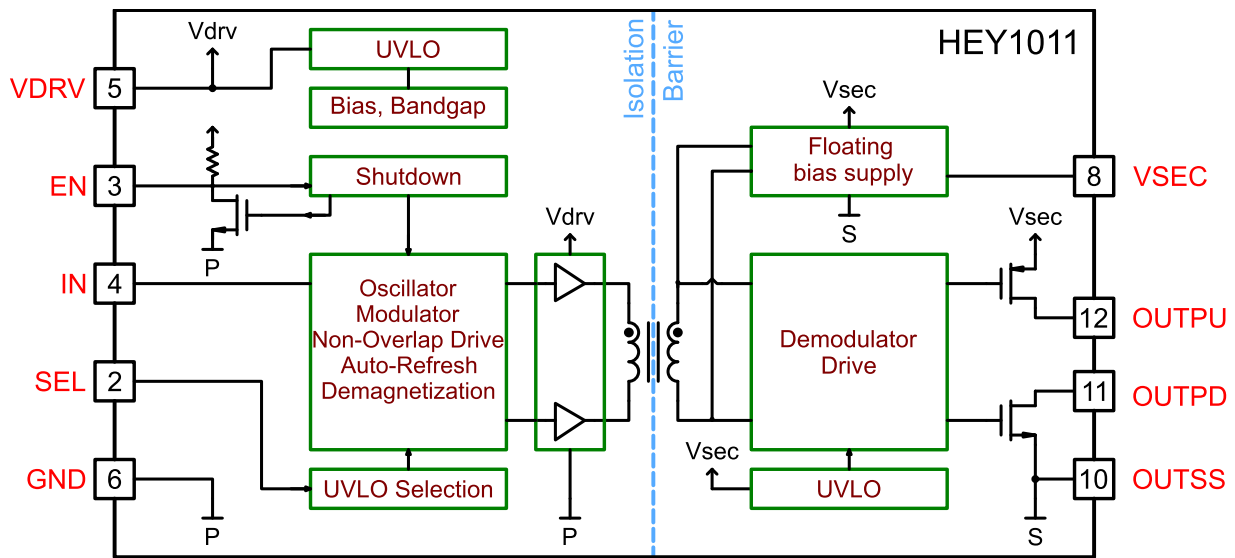 HEY1011
Isolation
Barrier
Vdrv
VDRV
5
UVLO
Bias, Bandgap
EN
3
Shutdown
P
IN
4
Oscillator
Modulator
Non-Overlap Drive
Auto-Refresh
Demagnetization
Vdrv
SEL
2
UVLO Selection
GND
6
P
P
Vsec
Floating
bias supply
S
8
VSEC
Vsec
Demodulator
Drive
12
OUTPU
11
OUTPD
Vsec
UVLO
10
OUTSS
S